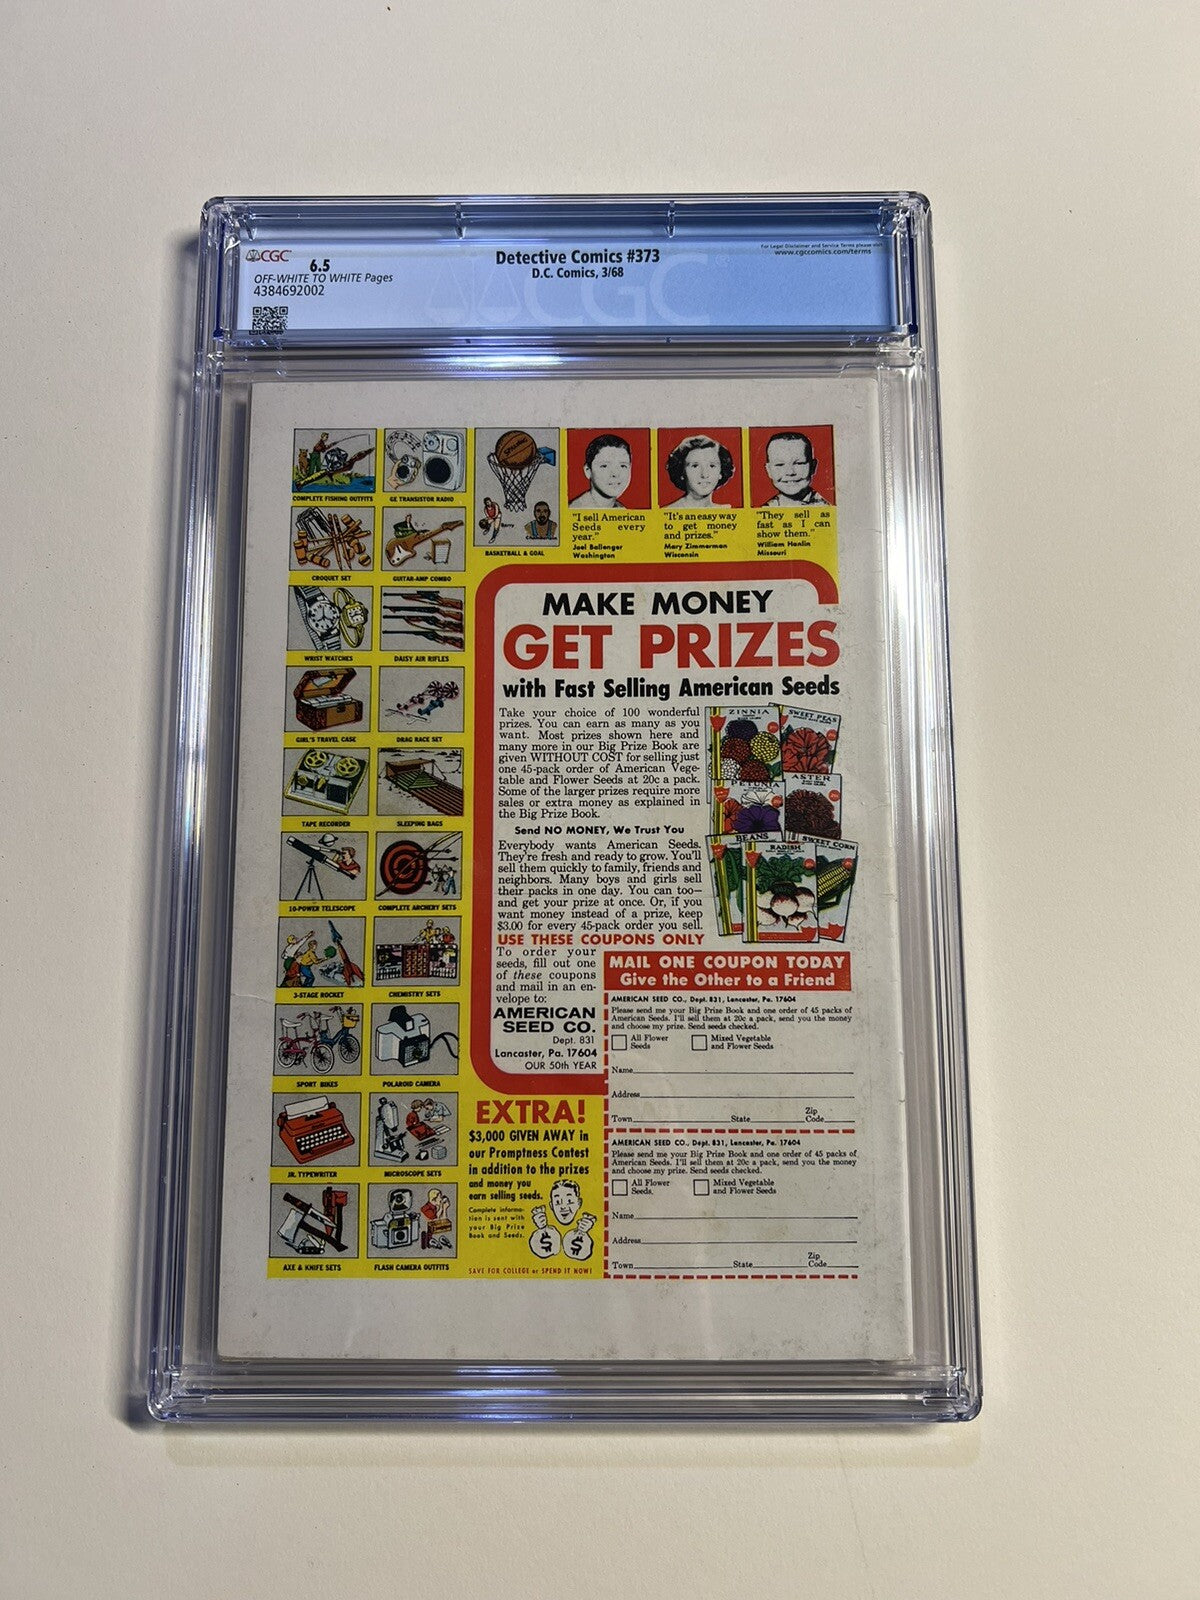 CGC
6.5
OFF-WHITE TO WHITE Pages
4384692002
Detective Comics #373
D.C. Comics, 3/68
For Legal Disclaimer and Service Terms please visit
www.cgccomics.com/terms
CGC
COMPLETE FISHING OUTFITS
GE TRANSISTOR RADIO
SPALDING
BASKETBALL & GOAL
"I sell American
Seeds every
year."
Joel Ballenger
Washington
"It's an easy way
to get money
and prizes."
Mary Zimmerman
Wisconsin
"They sell as
fast as I can
show them."
William Hanlin
Missouri
CROQUET SET
GUITAR-AMP COMBO
WRIST WATCHES
DAISY AIR RIFLES
GIRL'S TRAVEL CASE
DRAG RACE SET
TAPE RECORDER
SLEEPING BAGS
10-POWER TELESCOPE
COMPLETE ARCHERY SETS
3-STAGE ROCKET
CHEMISTRY SETS
SPORT BIKES
POLAROID CAMERA
JR. TYPEWRITER
MICROSCOPE SETS
AXE & KNIFE SETS
FLASH CAMERA OUTFITS
MAKE MONEY
GET PRIZES
with Fast Selling American Seeds
Take your choice of 100 wonderful
prizes. You can earn as many as you
want. Most prizes shown here and
many more in our Big Prize Book are
given WITHOUT COST for selling just
one 45-pack order of American Vege-
table and Flower Seeds at 20c a pack.
Some of the larger prizes require more
sales or extra money as explained in
the Big Prize Book.
Send NO MONEY, We Trust You
Everybody wants American Seeds.
They're fresh and ready to grow. You'll
sell them quickly to family, friends and
neighbors. Many boys and girls sell
their packs in one day. You can too—
and get your prize at once. Or, if you
want money instead of a prize, keep
$3.00 for every 45-pack order you sell.
USE THESE COUPONS ONLY
To order your
seeds, fill out one
of these coupons
and mail in an en-
velope to:
AMERICAN
SEED CO.
Dept. 831
Lancaster, Pa. 17604
OUR 50th YEAR
ZINNIA
SWEET PEAS
PETUNIA
ASTER
BEANS
RADISH
SWEET CORN
MAIL ONE COUPON TODAY
Give the Other to a Friend
AMERICAN SEED CO., Dept. 831, Lancaster, Pa. 17604
Please send me your Big Prize Book and one order of 45 packs of
American Seeds. I'll sell them at 20c a pack, send you the money
and choose my prize. Send seeds checked.
All Flower
Seeds
Mixed Vegetable
and Flower Seeds
Name
Address
Town State Zip Code
AMERICAN SEED CO., Dept. 831, Lancaster, Pa. 17604
Please send me your Big Prize Book and one order of 45 packs of
American Seeds. I'll sell them at 20c a pack, send you the money
and choose my prize. Send seeds checked.
All Flower
Seeds.
Mixed Vegetable
and Flower Seeds
Name
Address
Town State Zip Code
EXTRA!
$3,000 GIVEN AWAY in
our Promptness Contest
in addition to the prizes
and money you
earn selling seeds.
Complete informa-
tion is sent with
your Big Prize
Book and Seeds.
$ $
SAVE FOR COLLEGE or SPEND IT NOW!